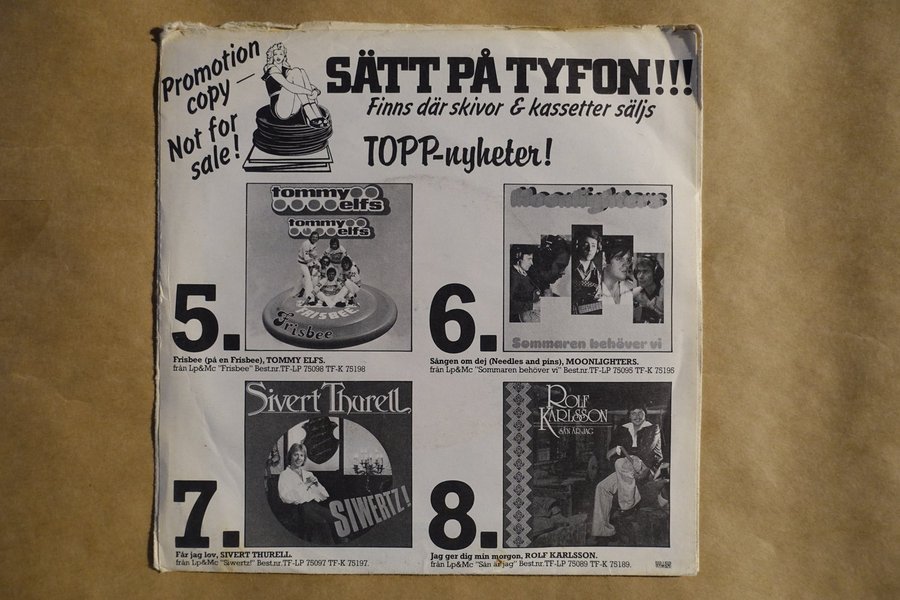 Promotion
copy –
Not for
sale!
SÄTT PÅ TYFON!!!
Finns där skivor & kassetter säljs
TOPP-nyheter!
5.
tommy
elfs
tommy
elfs
FRISBEE
Frisbee
Frisbee (på en Frisbee), TOMMY ELFS.
från Lp&Mc "Frisbee" Best.nr.TF-LP 75098 TF-K 75198
6.
Moonlighters
Sommaren behöver vi
Sången om dej (Needles and pins), MOONLIGHTERS.
från Lp&Mc "Sommaren behöver vi" Best.nr.TF-LP 75095 TF-K 75195
7.
Sivert Thurell
SIWERTZ!
Får jag lov, SIVERT THURELL.
från Lp&Mc "Siwertz!" Best.nr.TF-LP 75097 TF-K 75197.
8.
ROLF
KARLSSON
SÅN ÄR JAG
Jag ger dig min morgon, ROLF KARLSSON.
från Lp&Mc "Sån är jag" Best.nr.TF-LP 75089 TF-K 75189.